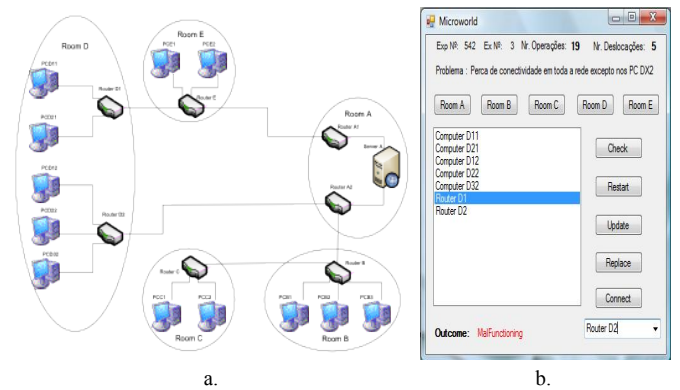 Room D
PCD11
PCD21
Router D1
PCD12
PCD22
Router D2
PCD32
Room E
PCE1 PCE2
Router E
Room A
Router A1
Server A
Router A2
Router C
PCC1 PCC2
Room C
Router B
PCB1 PCB2 PCB3
Room B
a.
Microworld
Exp Nº: 542 Ex Nº: 3 Nr. Operações: 19 Nr. Deslocações: 5
Problema : Perca de conectividade em toda a rede excepto nos PC DX2
Room A Room B Room C Room D Room E
Computer D11
Computer D21
Computer D12
Computer D22
Computer D32
Router D1
Router D2
Check
Restart
Update
Replace
Connect
Outcome: MalFunctioning
Router D2
b.